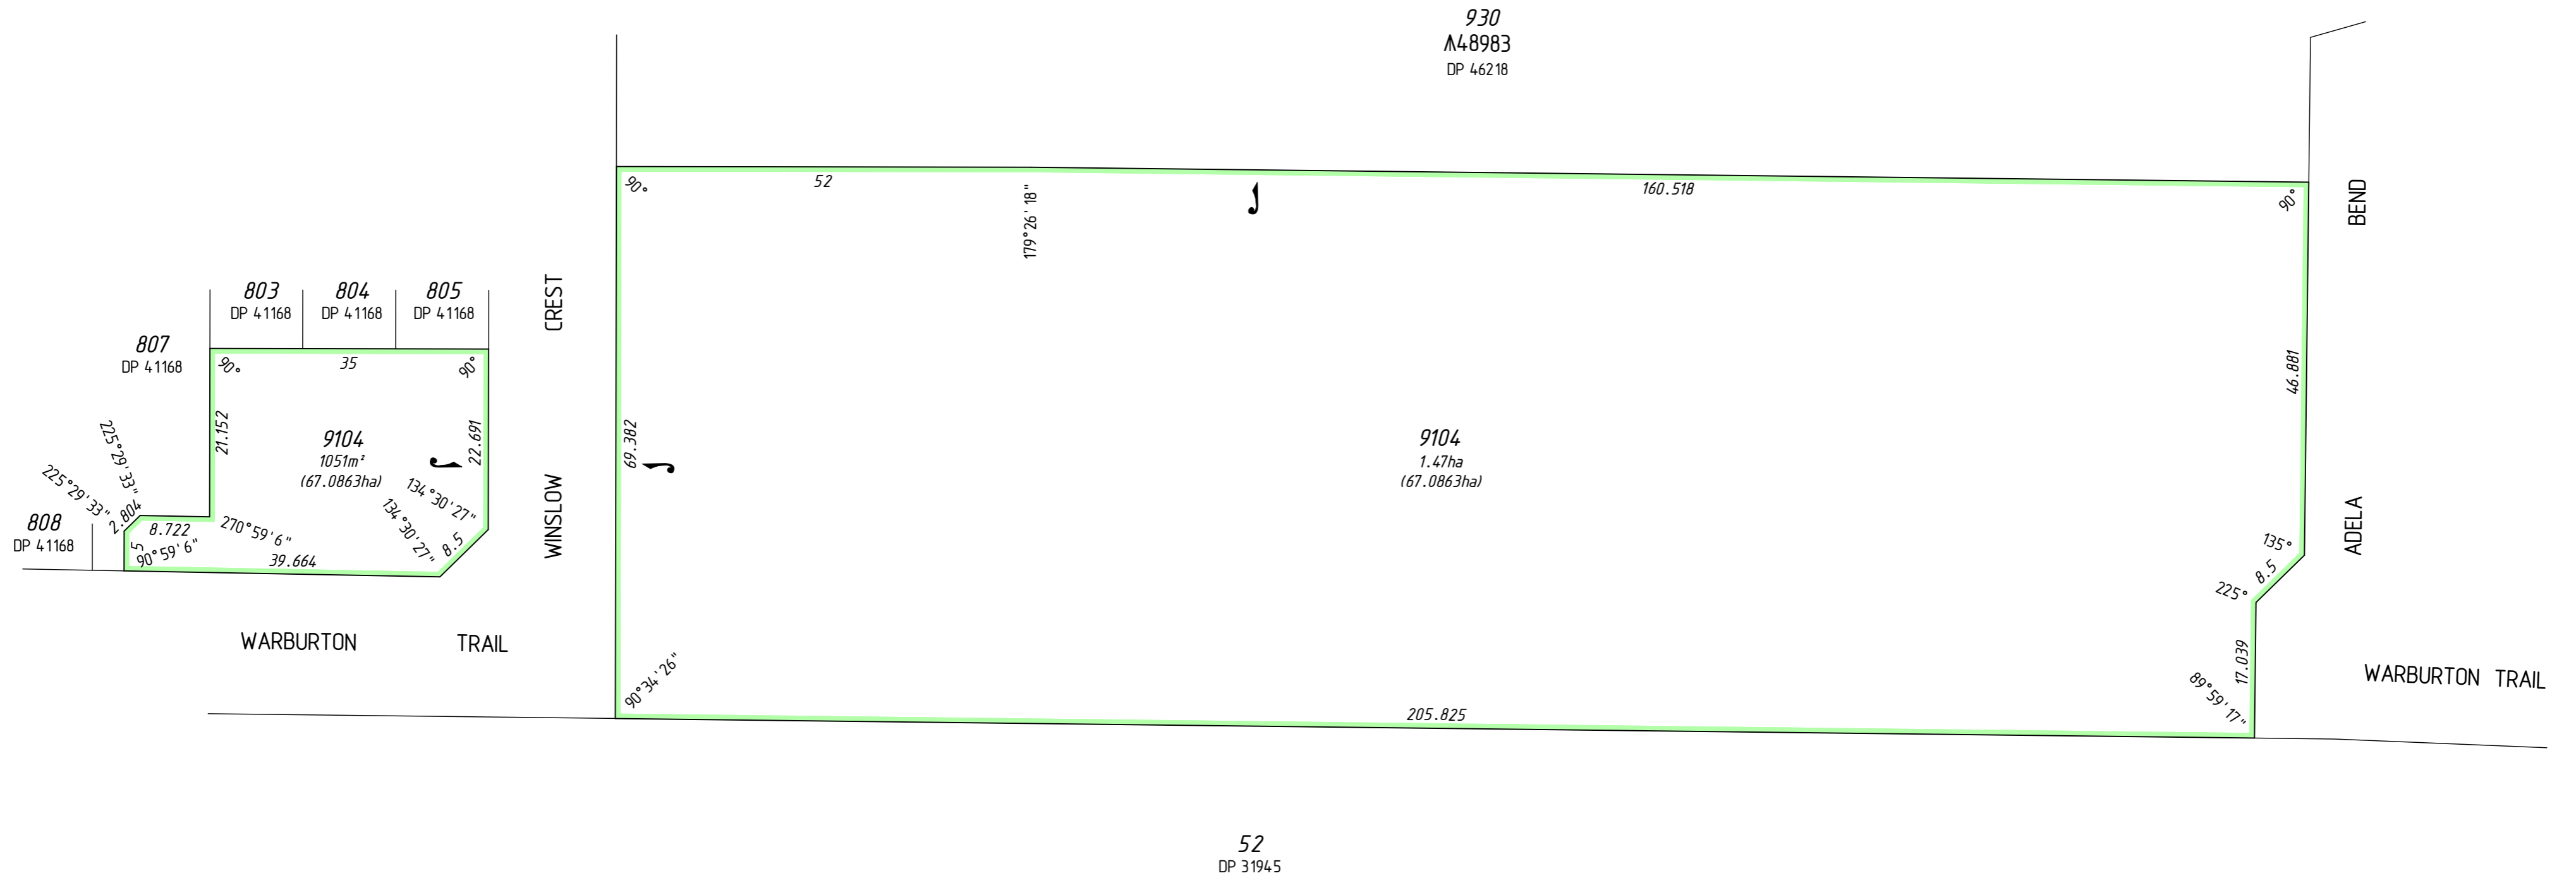 930
48983
DP 46218
90°
52
179°26'18"
160.518
90°
BEND
803
DP 41168
804
DP 41168
805
DP 41168
CREST
807
DP 41168
90°
35
90°
21.152
22.691
9104
1051m²
(67.0863ha)
69.382
9104
1.47ha
(67.0863ha)
46.881
225°29'33"
225°29'33"
2.804
134°30'27"
134°30'27"
808
DP 41168
8.722
270°59'6"
5
90°59'6"
39.664
8.5
WINSLOW
135°
8.5
225°
ADELA
WARBURTON TRAIL
90°34'26"
17.039
89°59'17"
WARBURTON TRAIL
205.825
52
DP 31945